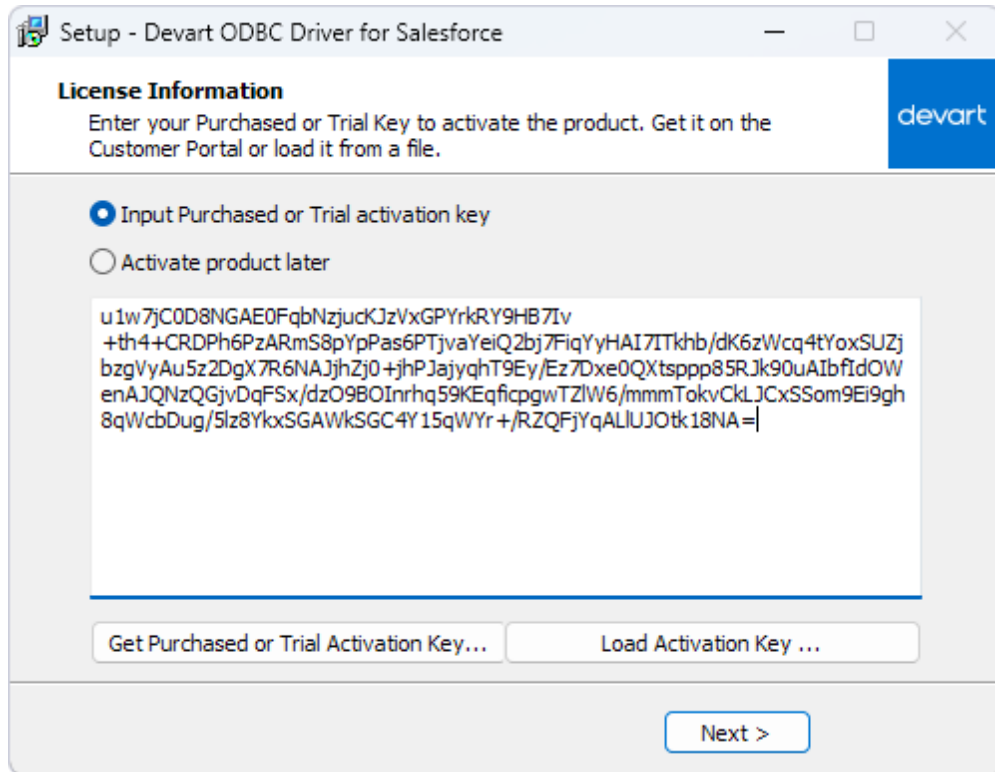 Setup - Devart ODBC Driver for Salesforce
License Information
Enter your Purchased or Trial Key to activate the product. Get it on the
Customer Portal or load it from a file.
devart
Input Purchased or Trial activation key
Activate product later
u1w7jC0D8NGAE0FqbNzjucKJzVxGPYrkRY9HB7Iv
+th4+CRDPh6PzARmS8pYpPas6PTjvaYeiQ2bj7FiqYyHAI7ITkhb/dK6zWcq4tYoxSUZj
bzgVyAu5z2DgX7R6NAJjhZj0+jhPJajyqhT9Ey/Ez7Dxe0QXtsppp85RJk90uAIbfIdOW
enAJQNzQGjvDqFSx/dzO9BOInrhq59KEqficpgwTZlW6/mmmTokvCkLJCxSSom9Ei9gh
8qWcbDug/5lz8YkxSGAWkSGC4Y15qWYr+/RZQFjYqALlUJOtk18NA=
Get Purchased or Trial Activation Key...
Load Activation Key ...
Next >